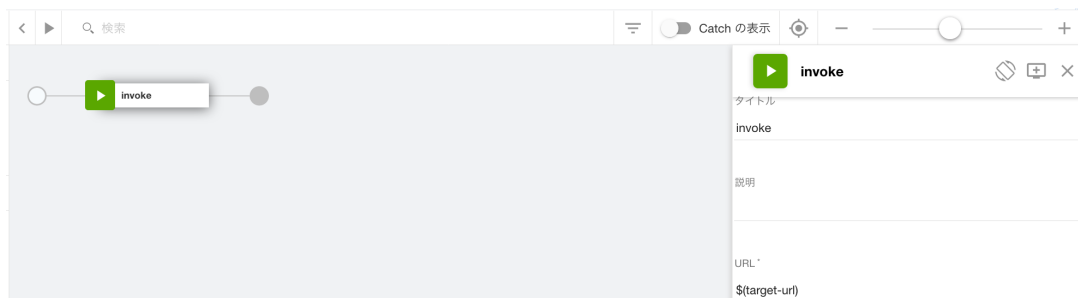 検索
Catch の表示
invoke
invoke
タイトル
invoke
説明
URL *
$(target-url)